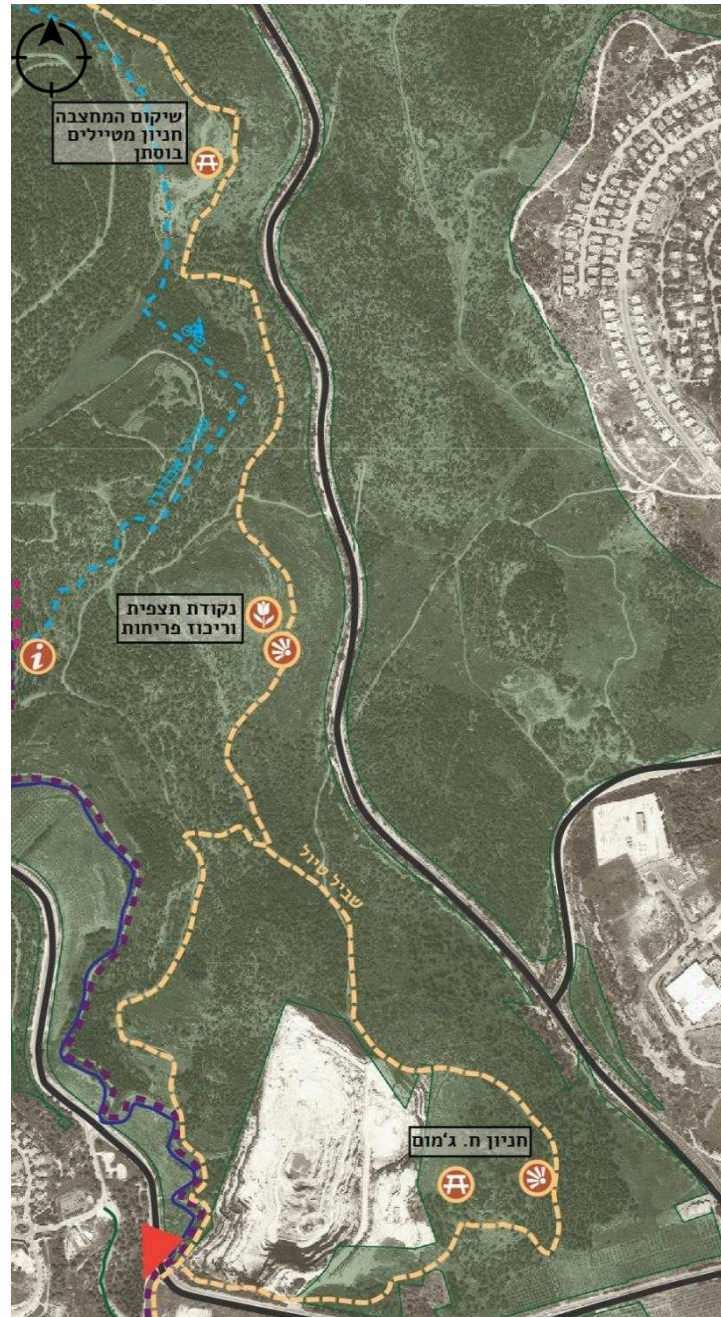 שיקום המחצבה
חניון מטיילים
בוסתן
נקודת תצפית
וריכוז פריחות
i
שביל טיול
חניון ח. ג'מום